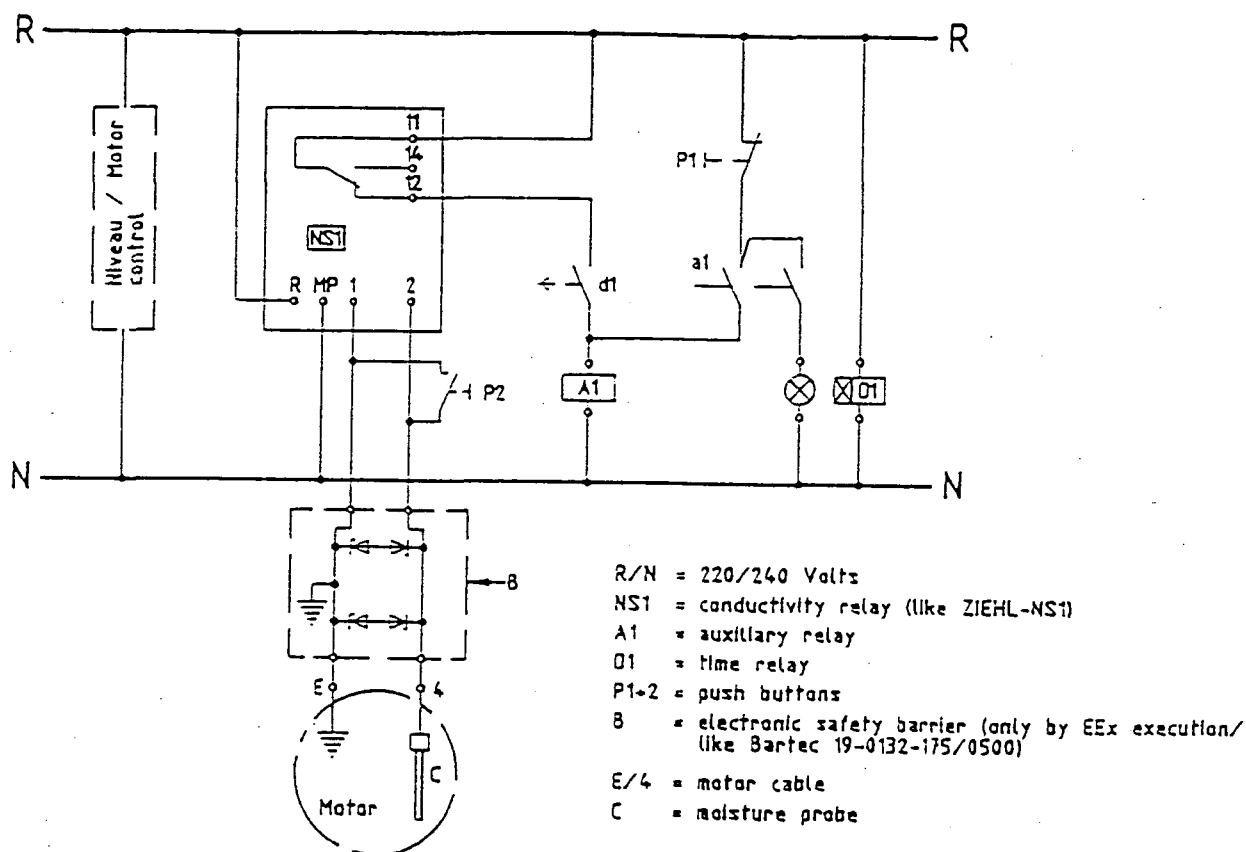 R
R
Niveau / Motor
control
11
14
12
NS1
R MP 1 2
P1
a1
d1
P2
A1
D1
N
N
B
E
4
C
Motor
R/N = 220/240 Volts
NS1 = conductivity relay (like ZIEHL-NS1)
A1 = auxiliary relay
D1 = time relay
P1+2 = push buttons
B = electronic safety barrier (only by EEx execution/
like Bartec 19-0132-175/0500)
E/4 = motor cable
C = moisture probe